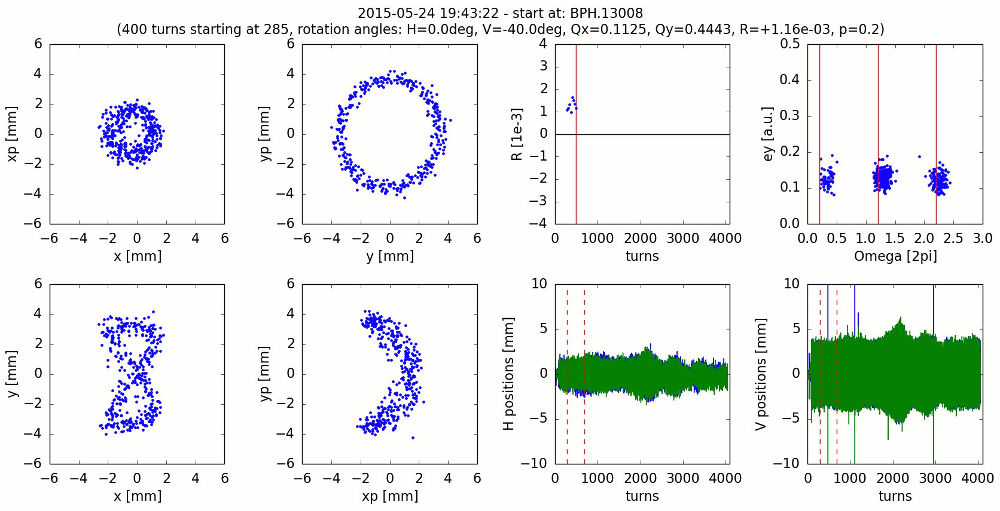 2015-05-24 19:43:22 - start at: BPH.13008
(400 turns starting at 285, rotation angles: H=0.0deg, V=-40.0deg, Qx=0.1125, Qy=0.4443, R=+1.16e-03, p=0.2)
6
4
2
0
−2
−4
−6
xp [mm]
−6 −4 −2 0 2 4 6
x [mm]
6
4
2
0
−2
−4
−6
yp [mm]
−6 −4 −2 0 2 4 6
y [mm]
4
3
2
1
0
−1
−2
−3
−4
R [1e-3]
0 1000 2000 3000 4000
turns
0.5
0.4
0.3
0.2
0.1
0.0
ey [a.u.]
0.0 0.5 1.0 1.5 2.0 2.5 3.0
Omega [2pi]
6
4
2
0
−2
−4
−6
y [mm]
−6 −4 −2 0 2 4 6
x [mm]
6
4
2
0
−2
−4
−6
yp [mm]
−6 −4 −2 0 2 4 6
xp [mm]
10
5
0
−5
−10
H positions [mm]
0 1000 2000 3000 4000
turns
10
5
0
−5
−10
V positions [mm]
0 1000 2000 3000 4000
turns